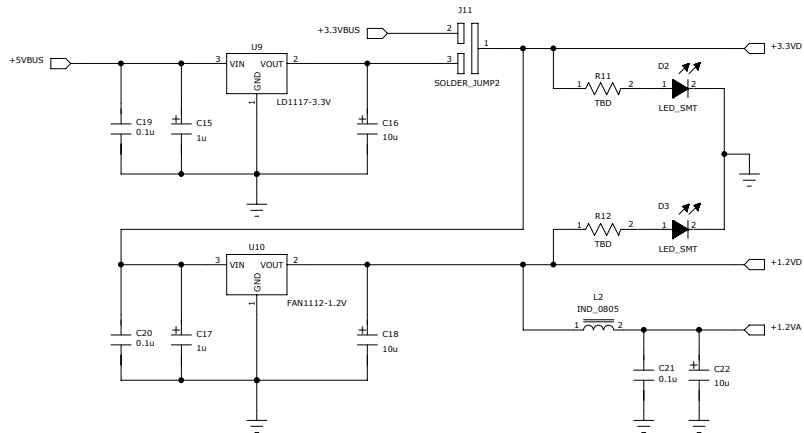 J11
+3.3VBUS
2
1
3
SOLDER_JUMP2
+5VBUS
U9
3
VIN
VOUT
2
GND
1
LD1117-3.3V
C19
0.1u
C15
1u
C16
10u
+3.3VD
R11
1
2
TBD
D2
1
2
LED_SMT
R12
1
2
TBD
D3
1
2
LED_SMT
U10
3
VIN
VOUT
2
GND
1
FAN1112-1.2V
C20
0.1u
C17
1u
C18
10u
+1.2VD
L2
IND_0805
1
2
+1.2VA
C21
0.1u
C22
10u